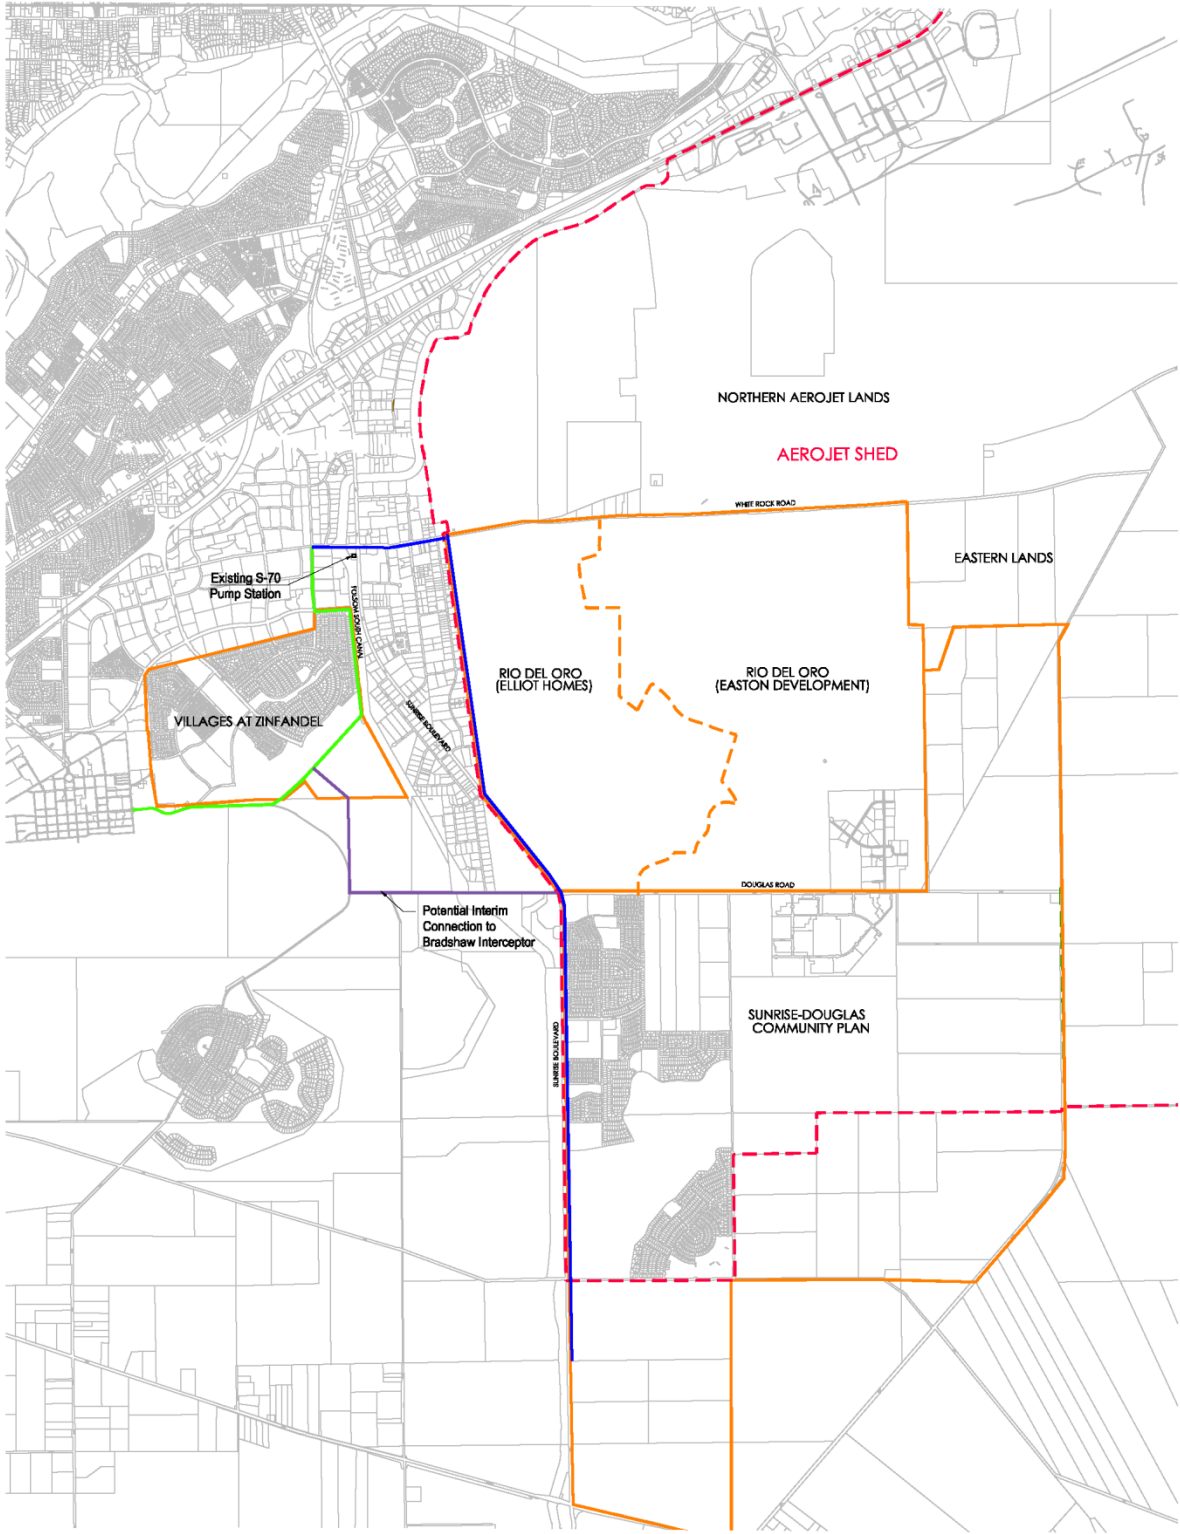 NORTHERN AEROJET LANDS
AEROJET SHED
WHITE ROCK ROAD
EASTERN LANDS
Existing S-70
Pump Station
FOLSOM SOUTH CANAL
RIO DEL ORO
(ELLIOT HOMES)
RIO DEL ORO
(EASTON DEVELOPMENT)
VILLAGES AT ZINFANDEL
SUNRISE BOULEVARD
DOUGLAS ROAD
Potential Interim
Connection to
Bradshaw Interceptor
SUNRISE-DOUGLAS
COMMUNITY PLAN
SUNRISE BOULEVARD